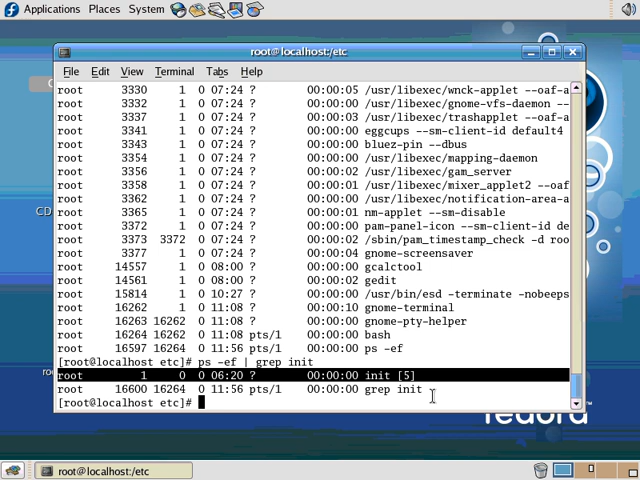 Applications Places System
root@localhost:/etc
File Edit View Terminal Tabs Help
root 3330 1 0 07:24 ? 00:00:05 /usr/libexec/wnck-applet --oaf-a
root 3332 1 0 07:24 ? 00:00:00 /usr/libexec/gnome-vfs-daemon --
root 3337 1 0 07:24 ? 00:00:03 /usr/libexec/trashapplet --oaf-a
root 3341 1 0 07:24 ? 00:00:00 eggcups --sm-client-id default4
root 3343 1 0 07:24 ? 00:00:00 bluez-pin --dbus
root 3354 1 0 07:24 ? 00:00:00 /usr/libexec/mapping-daemon
root 3356 1 0 07:24 ? 00:00:02 /usr/libexec/gam_server
root 3358 1 0 07:24 ? 00:00:01 /usr/libexec/mixer_applet2 --oaf
root 3362 1 0 07:24 ? 00:00:00 /usr/libexec/notification-area-a
root 3365 1 0 07:24 ? 00:00:01 nm-applet --sm-disable
root 3372 1 0 07:24 ? 00:00:00 pam-panel-icon --sm-client-id de
root 3373 3372 0 07:24 ? 00:00:02 /sbin/pam_timestamp_check -d roo
root 3377 1 0 07:24 ? 00:00:04 gnome-screensaver
root 14557 1 0 08:00 ? 00:00:00 gcalctool
root 14561 1 0 08:00 ? 00:00:02 gedit
root 15814 1 0 10:27 ? 00:00:00 /usr/bin/esd -terminate -nobeeps
root 16262 1 0 11:08 ? 00:00:10 gnome-terminal
root 16263 16262 0 11:08 ? 00:00:00 gnome-pty-helper
root 16264 16262 0 11:08 pts/1 00:00:00 bash
root 16597 16264 0 11:56 pts/1 00:00:00 ps -ef
[root@localhost etc]# ps -ef | grep init
root 1 0 0 06:20 ? 00:00:00 init [5]
root 16600 16264 0 11:56 pts/1 00:00:00 grep init
[root@localhost etc]#
CD
fedora
root@localhost:/etc